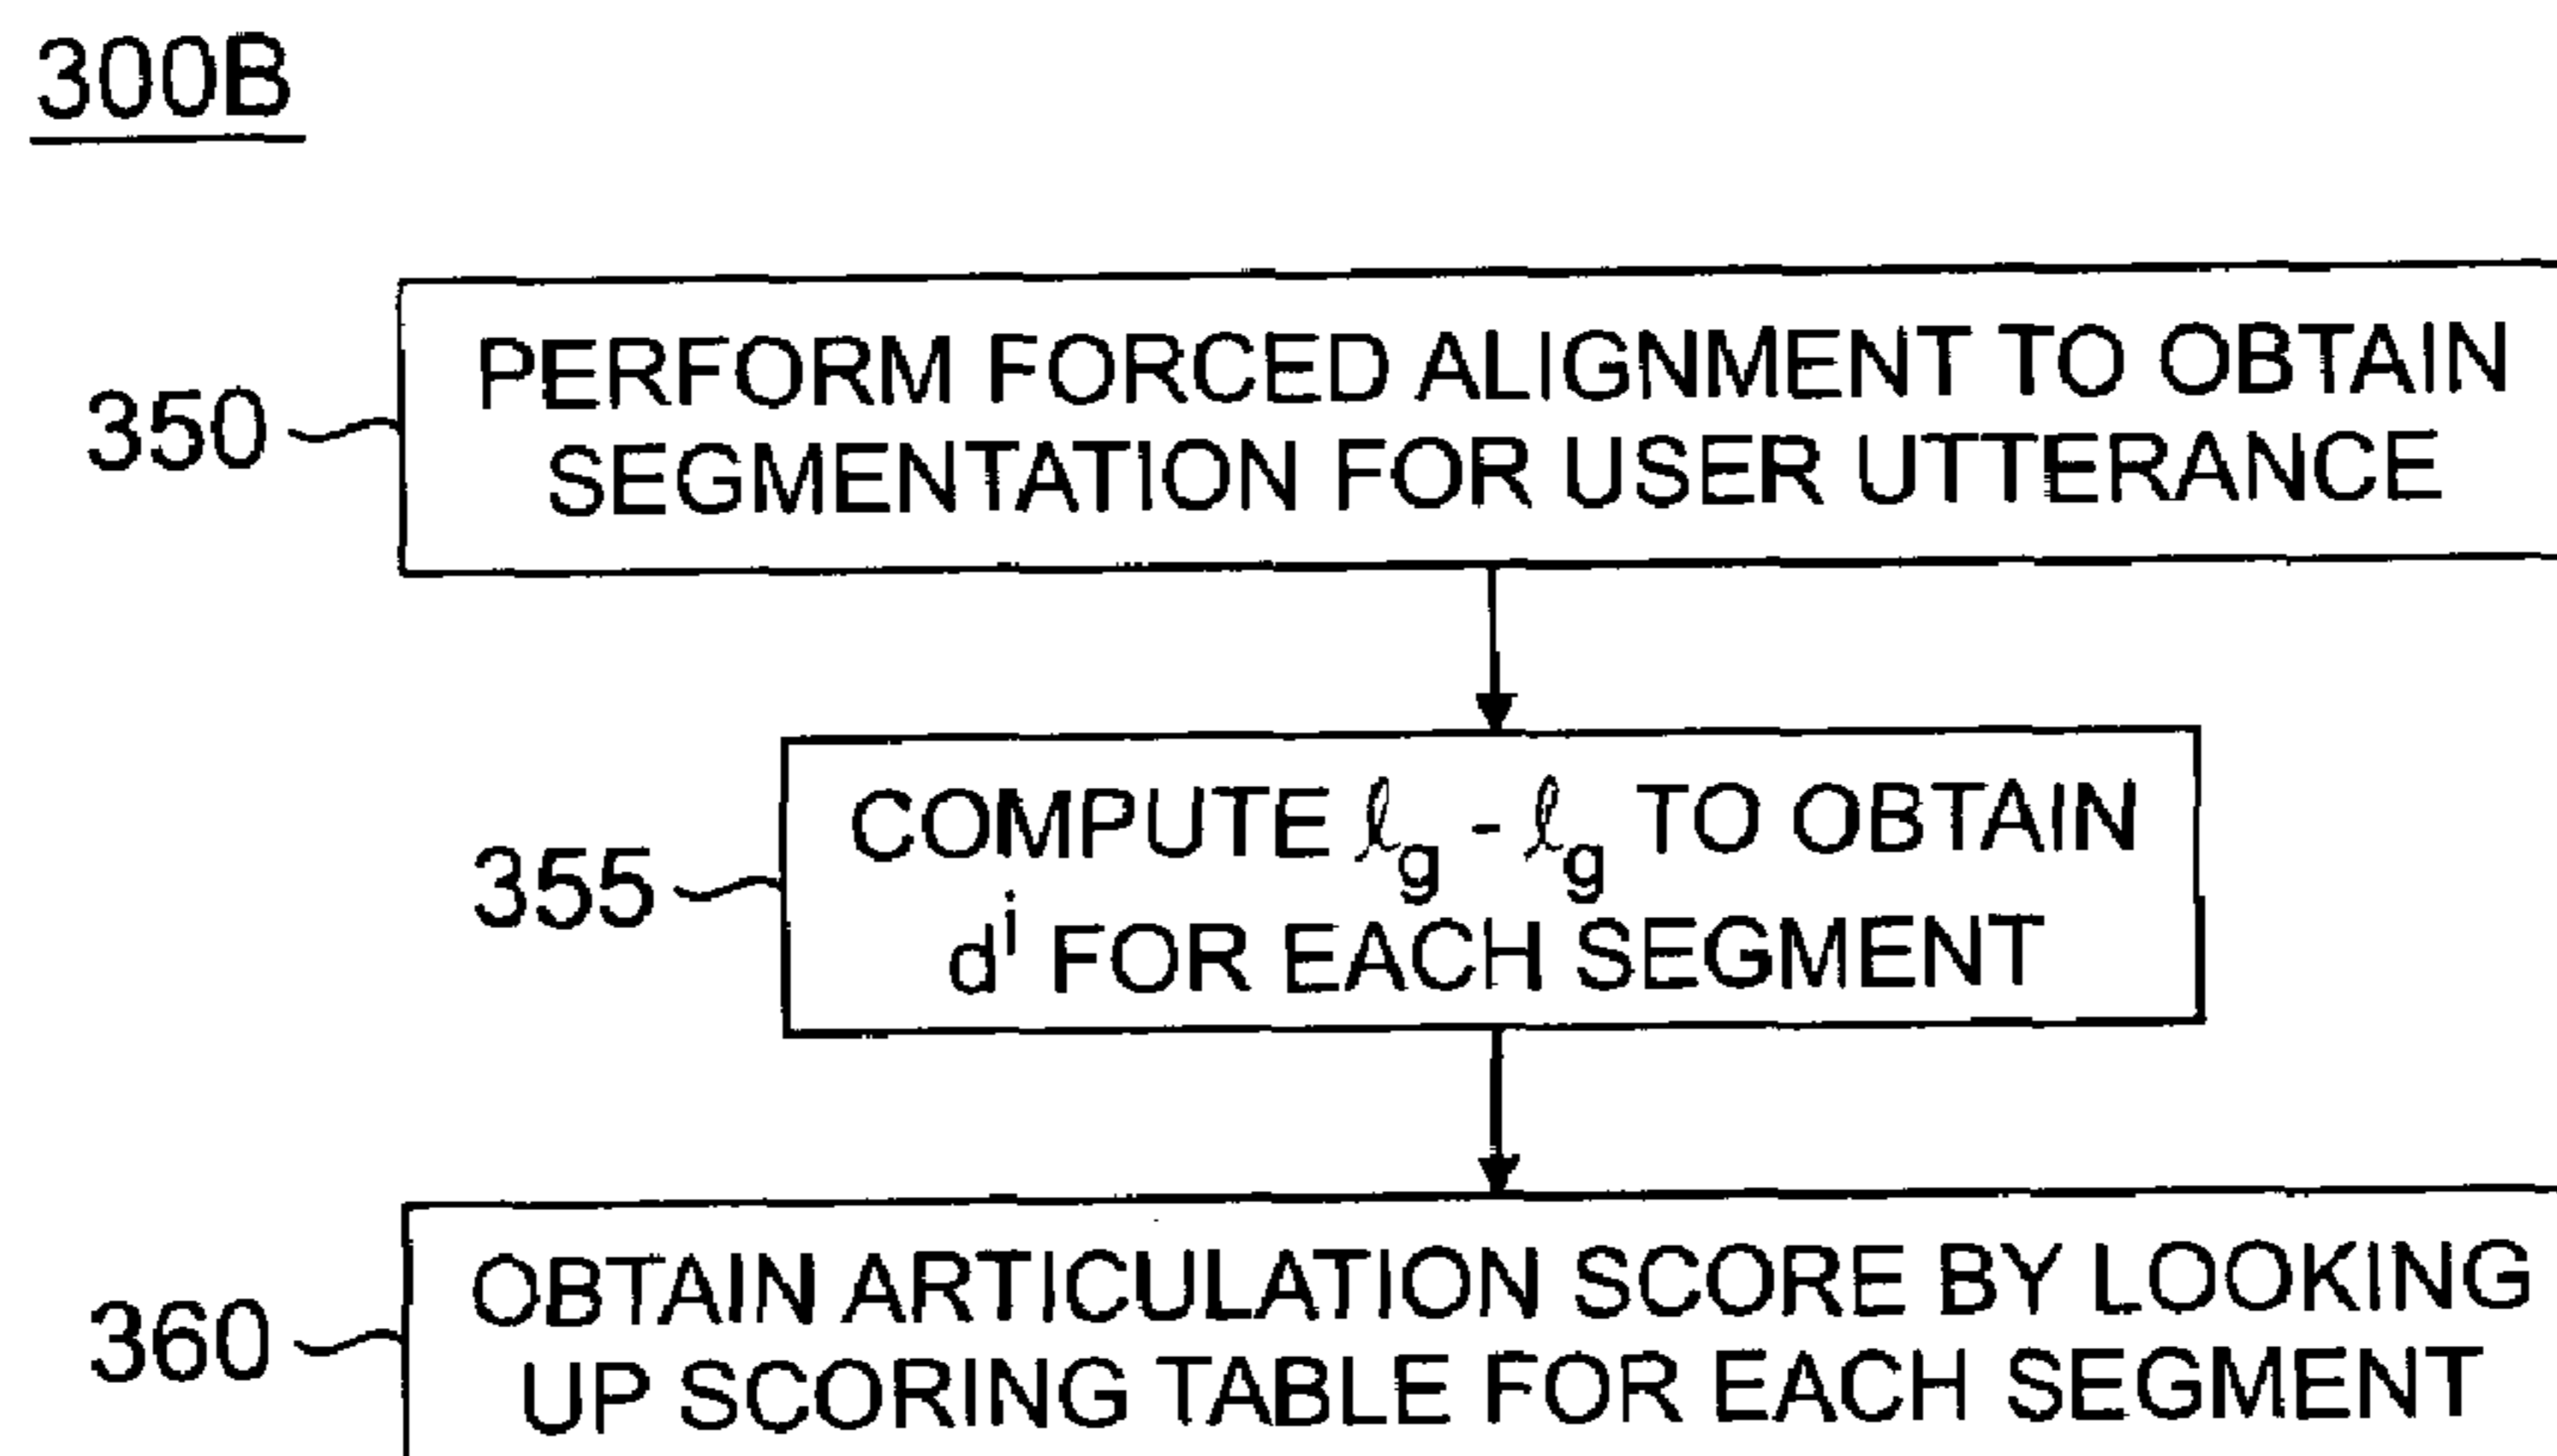 300B
350
PERFORM FORCED ALIGNMENT TO OBTAIN
SEGMENTATION FOR USER UTTERANCE
355
COMPUTE ℓg - ℓg TO OBTAIN
dⁱ FOR EACH SEGMENT
360
OBTAIN ARTICULATION SCORE BY LOOKING
UP SCORING TABLE FOR EACH SEGMENT